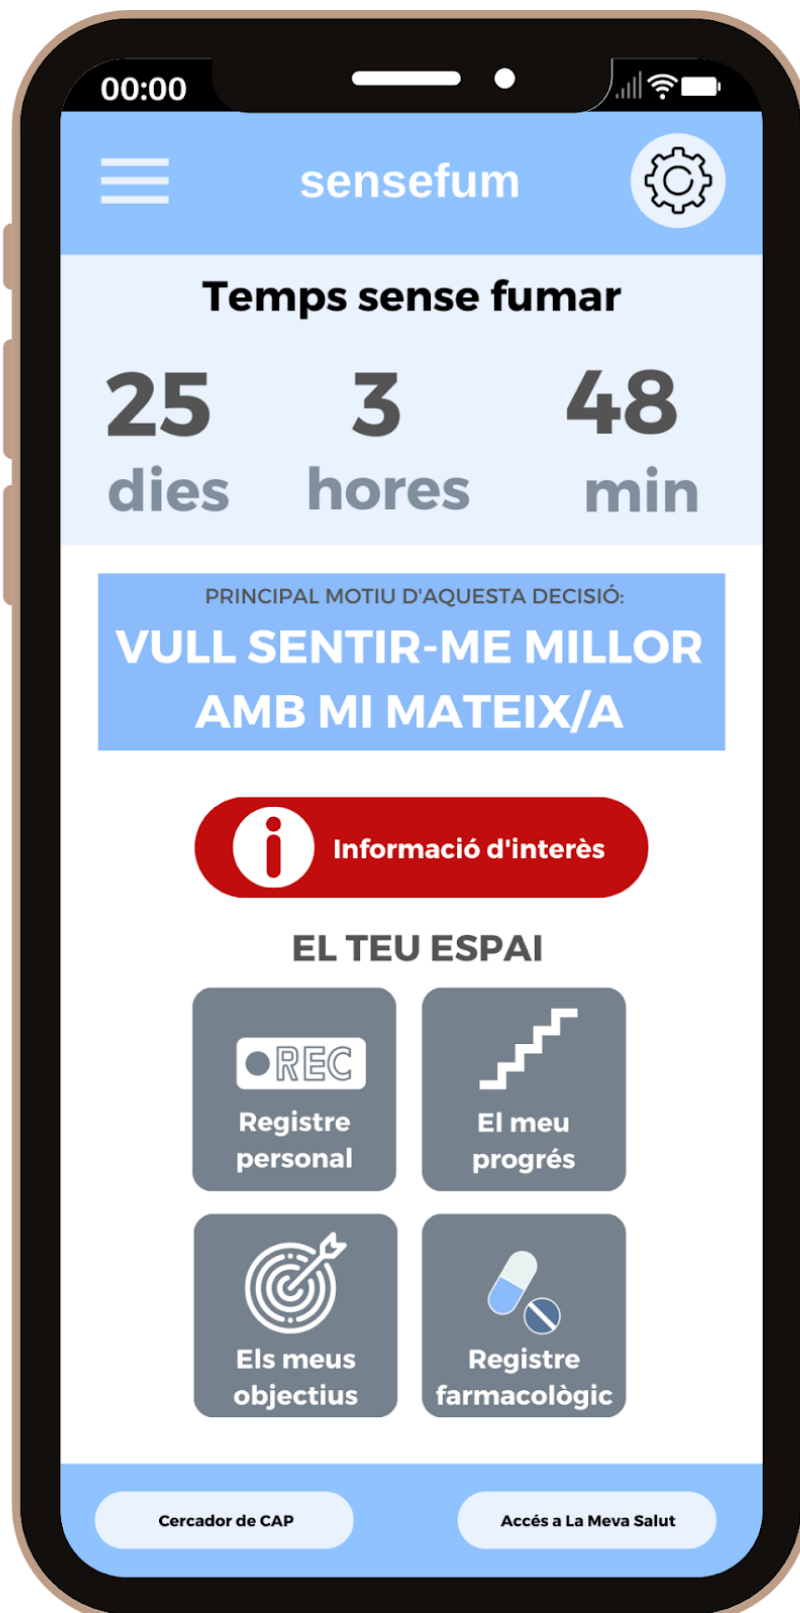 00:00
sensefum
Temps sense fumar
25 3 48
dies hores min
PRINCIPAL MOTIU D'AQUESTA DECISIÓ:
VULL SENTIR-ME MILLOR
AMB MI MATEIX/A
i Informació d'interès
EL TEU ESPAI
REC
Registre
personal
El meu
progrés
Els meus
objectius
Registre
farmacològic
Cercador de CAP
Accés a La Meva Salut